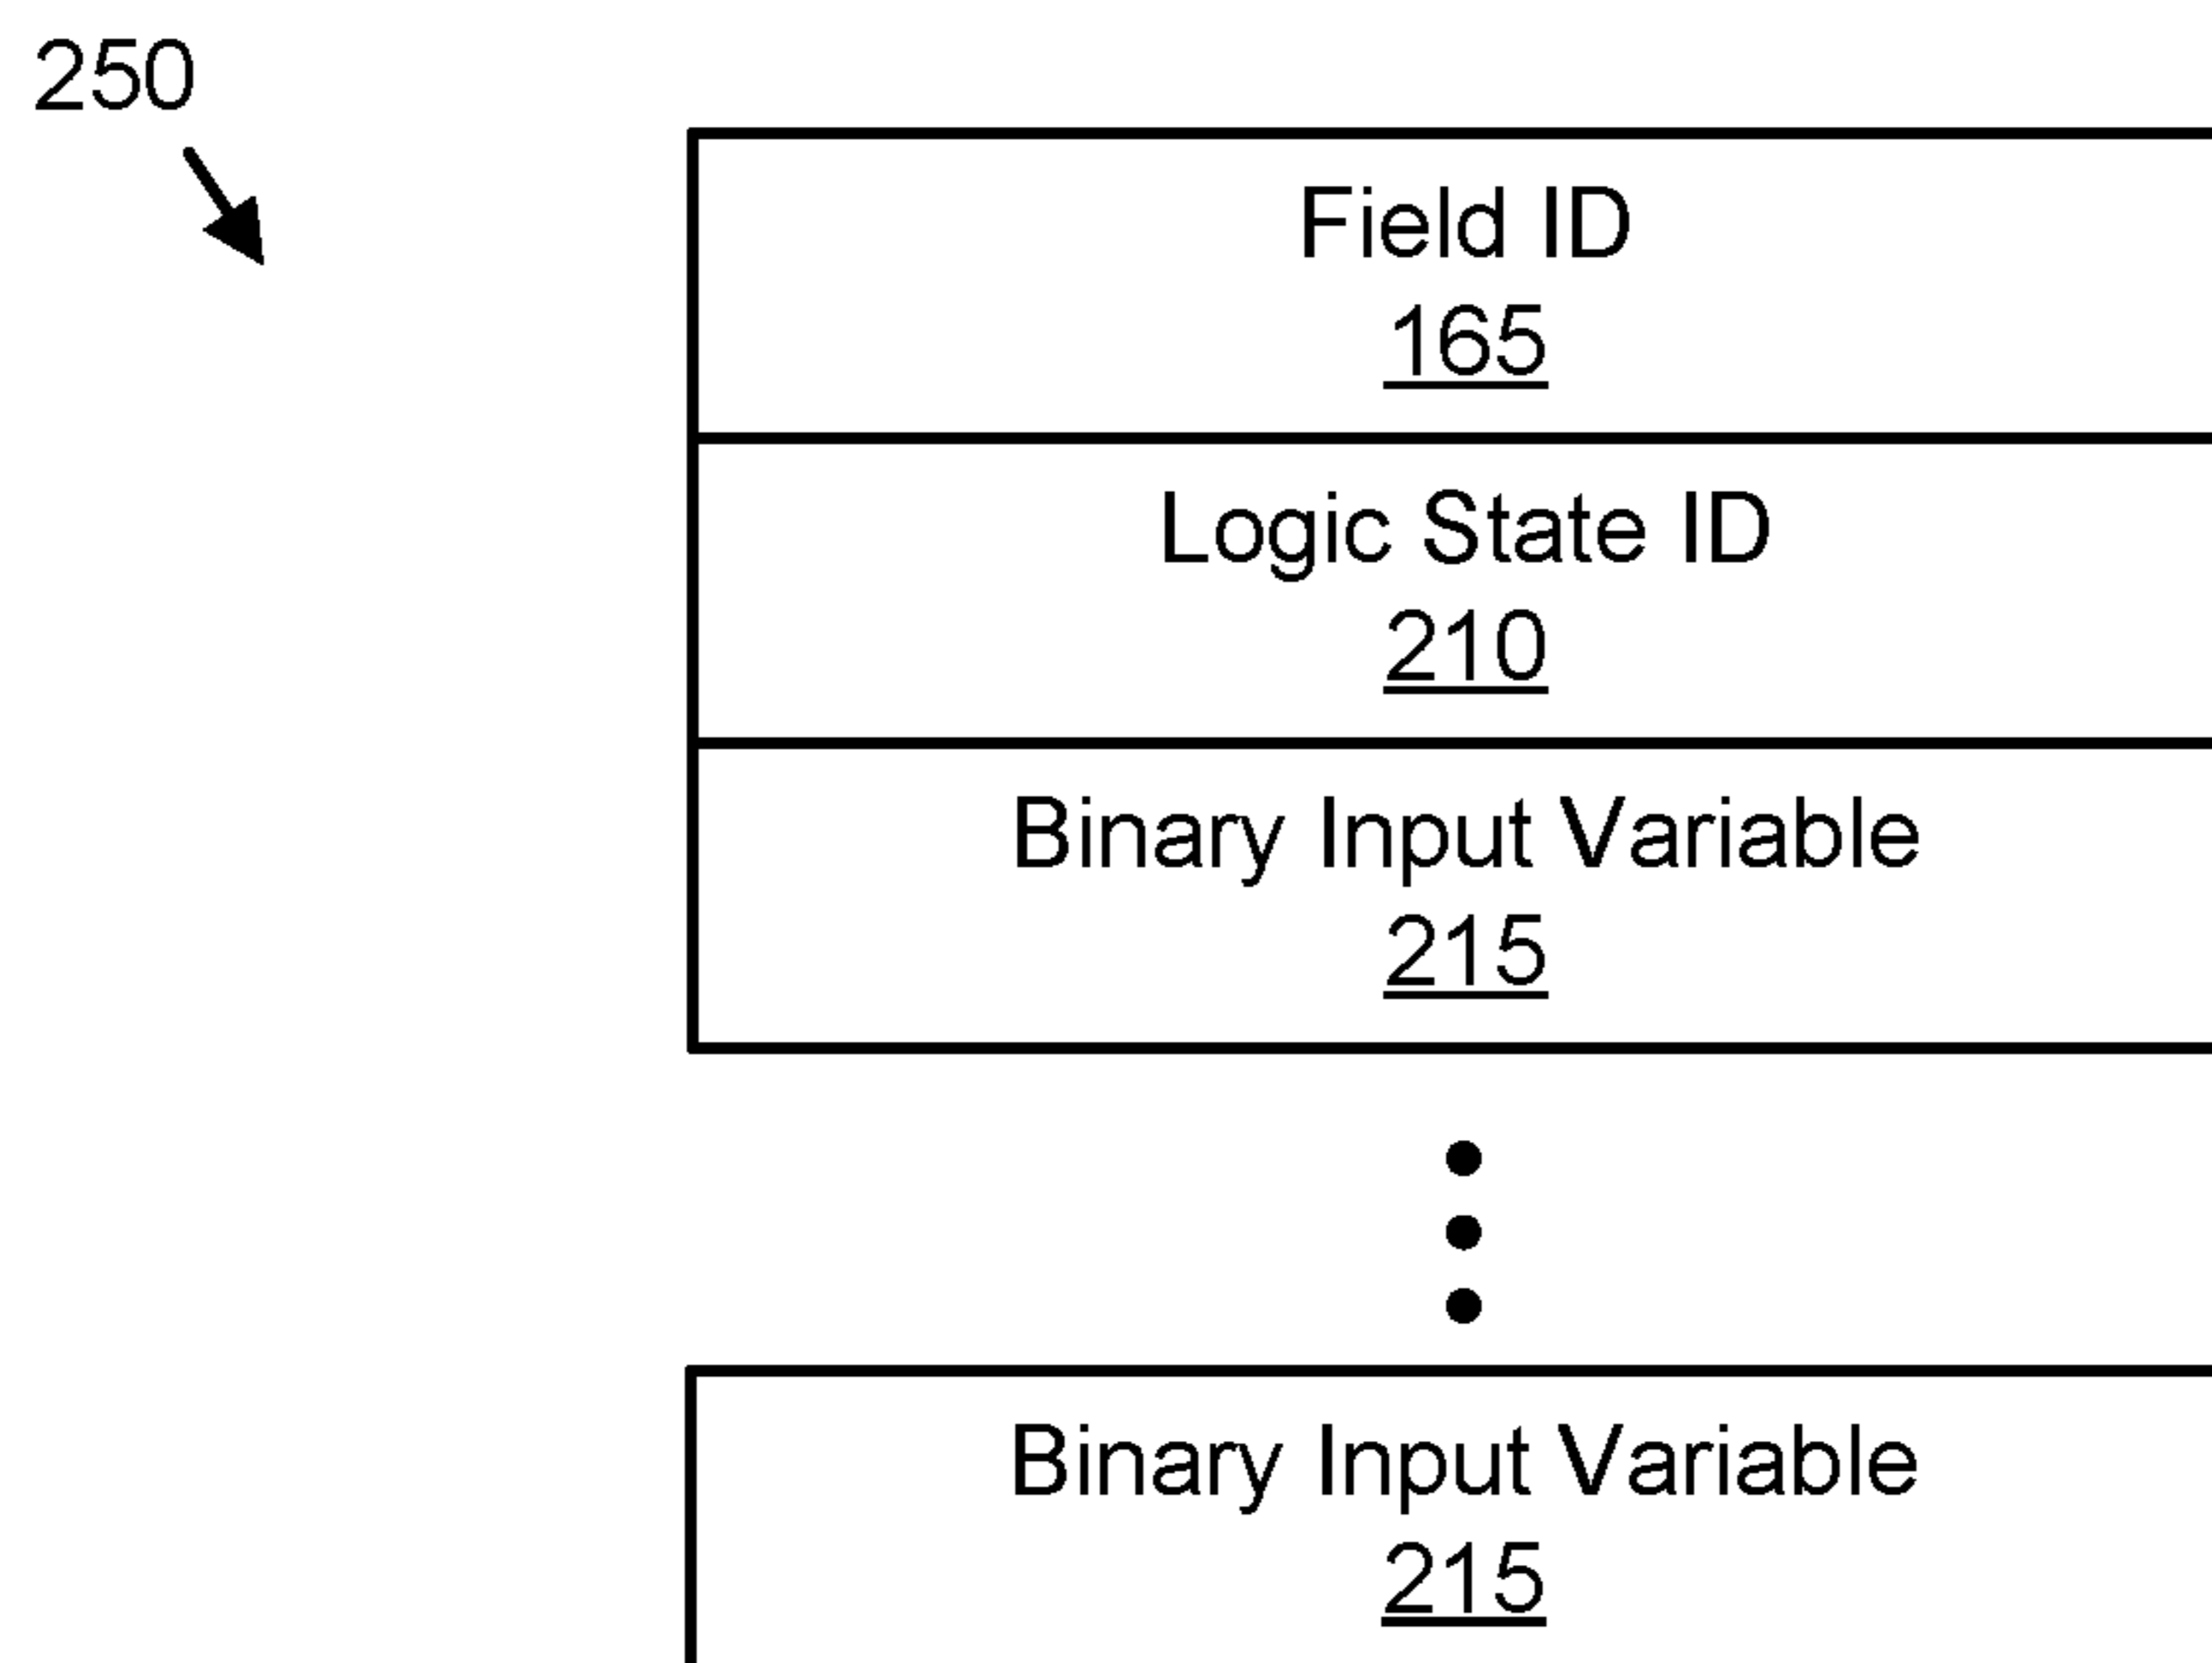 250
Field ID
165
Logic State ID
210
Binary Input Variable
215
Binary Input Variable
215